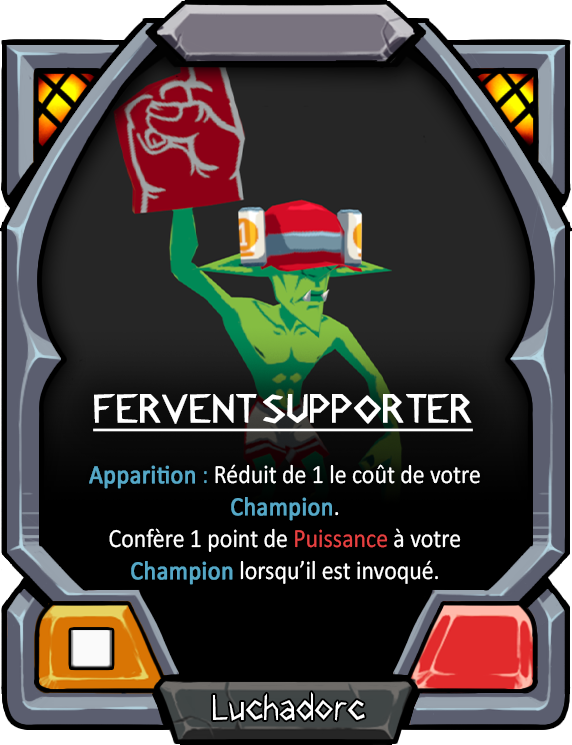 FERVENT SUPPORTER
Apparition : Réduit de 1 le coût de votre
Champion.
Confère 1 point de Puissance à votre
Champion lorsqu'il est invoqué.
Luchadorc